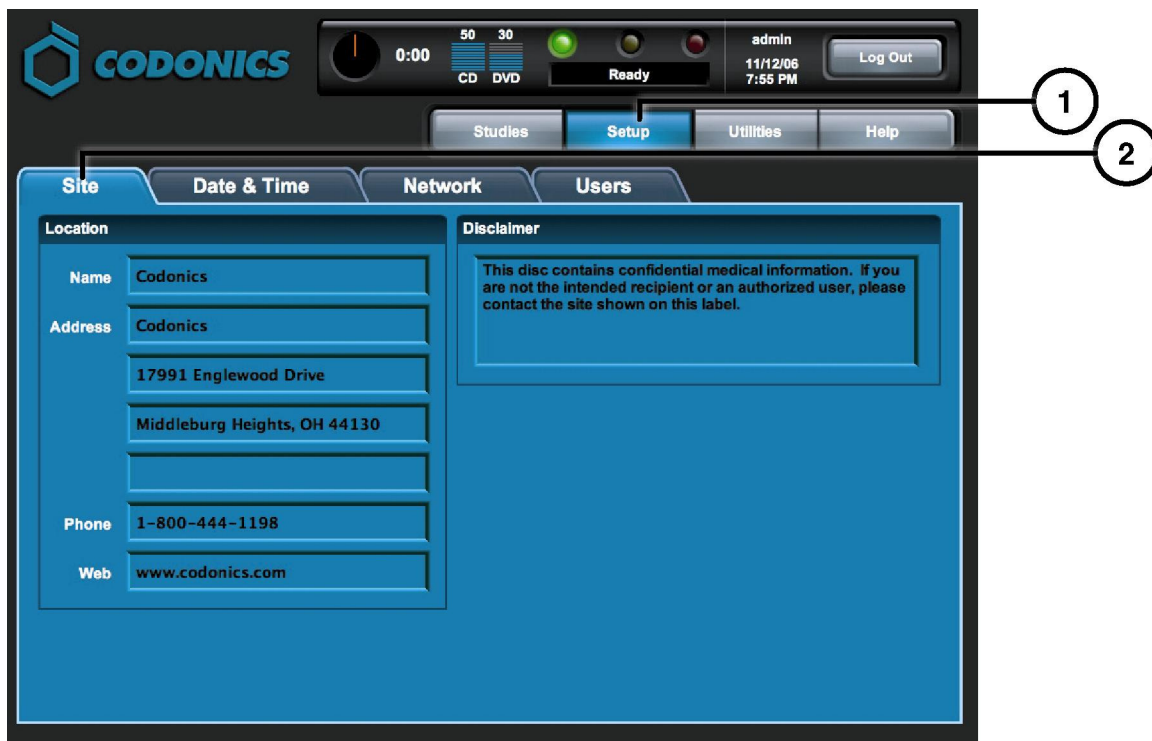 CODONICS
0:00
50 30
CD DVD
Ready
admin
11/12/06
7:55 PM
Log Out
1
Studies Setup Utilities Help
2
Site Date & Time Network Users
Location
Name Codonics
Address Codonics
17991 Englewood Drive
Middleburg Heights, OH 44130
Phone 1-800-444-1198
Web www.codonics.com
Disclaimer
This disc contains confidential medical information. If you
are not the intended recipient or an authorized user, please
contact the site shown on this label.